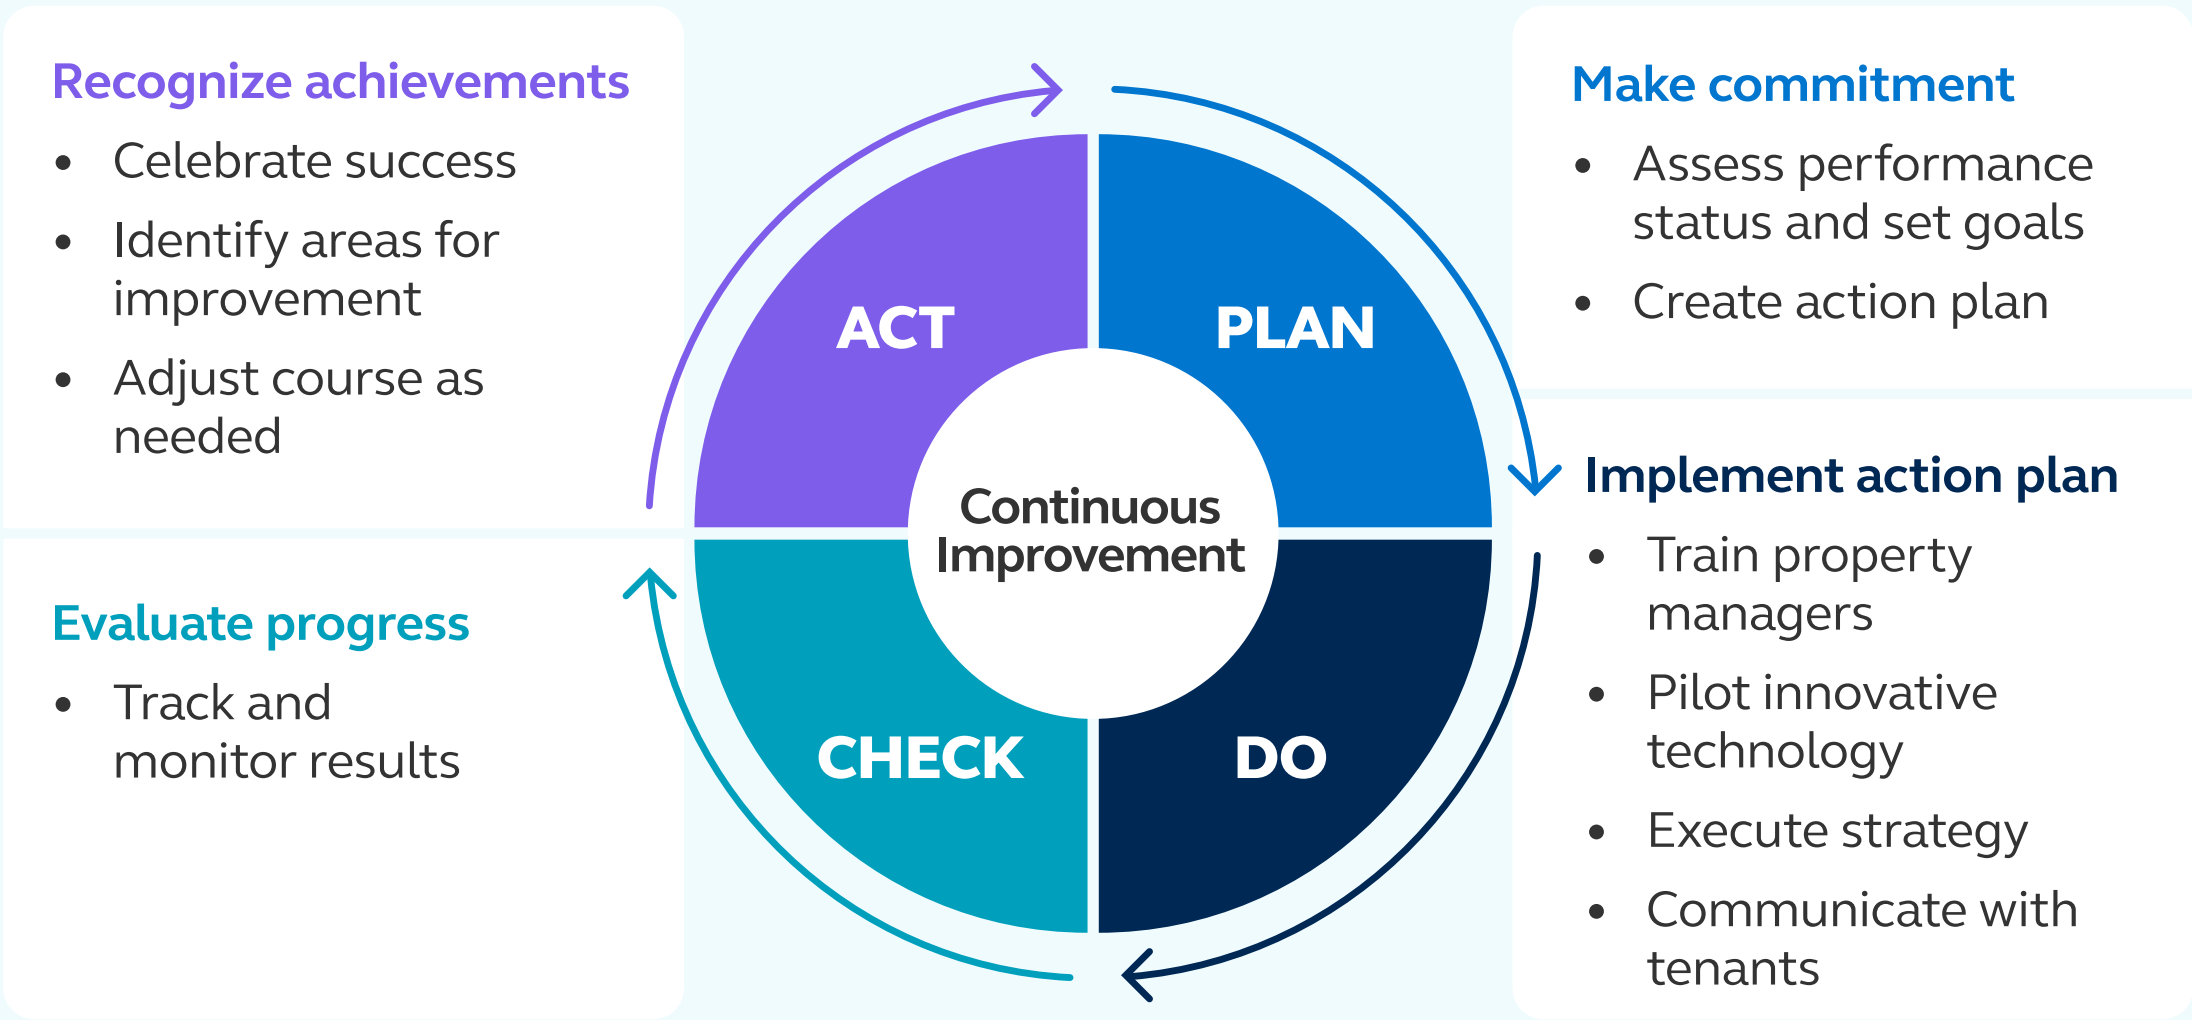 Recognize achievements
• Celebrate success
• Identify areas for
improvement
• Adjust course as
needed
Evaluate progress
• Track and
monitor results
ACT
PLAN
Continuous
Improvement
CHECK
DO
Make commitment
• Assess performance
status and set goals
• Create action plan
Implement action plan
• Train property
managers
• Pilot innovative
technology
• Execute strategy
• Communicate with
tenants